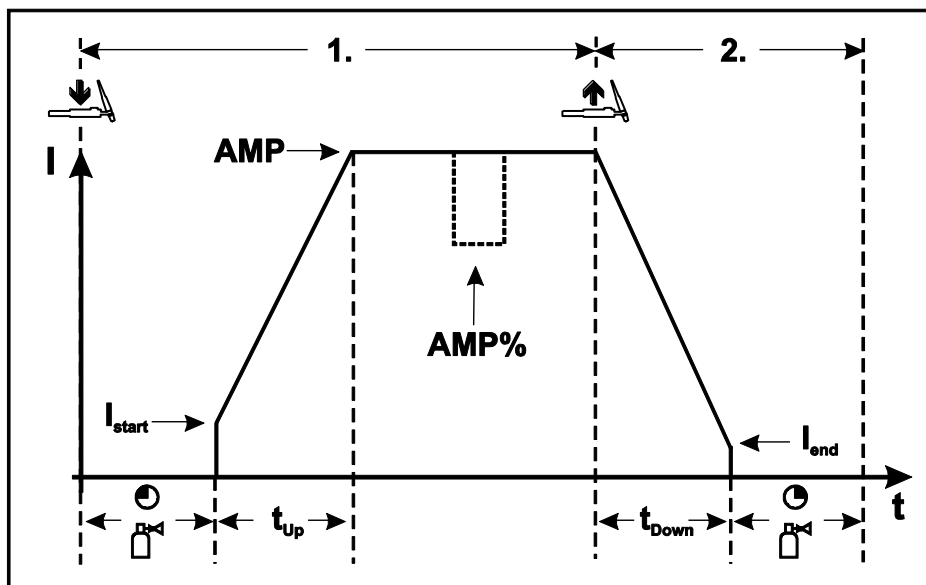 1.
2.
AMP
I
AMP%
Istart
Iend
tUp
tDown
t